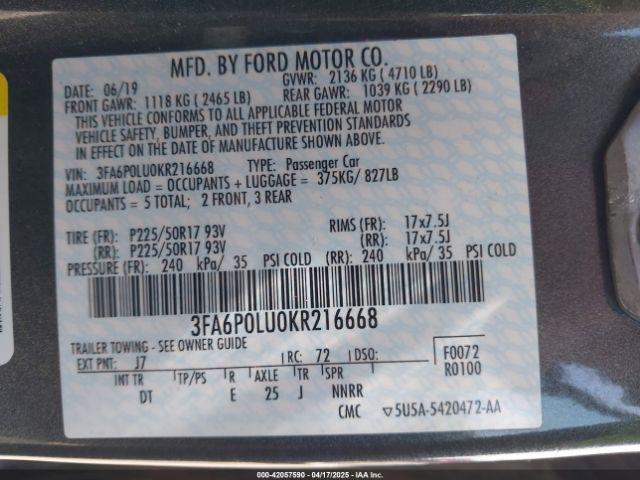 MFD. BY FORD MOTOR CO.
DATE: 06/19 GVWR: 2136 KG ( 4710 LB)
FRONT GAWR: 1118 KG ( 2465 LB) REAR GAWR: 1039 KG ( 2290 LB)
THIS VEHICLE CONFORMS TO ALL APPLICABLE FEDERAL MOTOR
VEHICLE SAFETY, BUMPER, AND THEFT PREVENTION STANDARDS
IN EFFECT ON THE DATE OF MANUFACTURE SHOWN ABOVE.
VIN: 3FA6P0LU0KR216668 TYPE: Passenger Car
MAXIMUM LOAD = OCCUPANTS + LUGGAGE = 375KG/ 827LB
OCCUPANTS = 5 TOTAL; 2 FRONT, 3 REAR
TIRE (FR): P225/50R17 93V RIMS (FR): 17x7.5J
(RR): P225/50R17 93V (RR): 17x7.5J
PRESSURE (FR): 240 kPa/ 35 PSI COLD (RR): 240 kPa/ 35 PSI COLD
3FA6P0LU0KR216668
TRAILER TOWING - SEE OWNER GUIDE
EXT PNT: J7 RC: 72 DSO: F0072
INT TR TP/PS R AXLE TR SPR R0100
DT E 25 J NNRR
CMC ▽5U5A-5420472-AA
000-42057590 - 04/17/2025 - IAA, Inc.